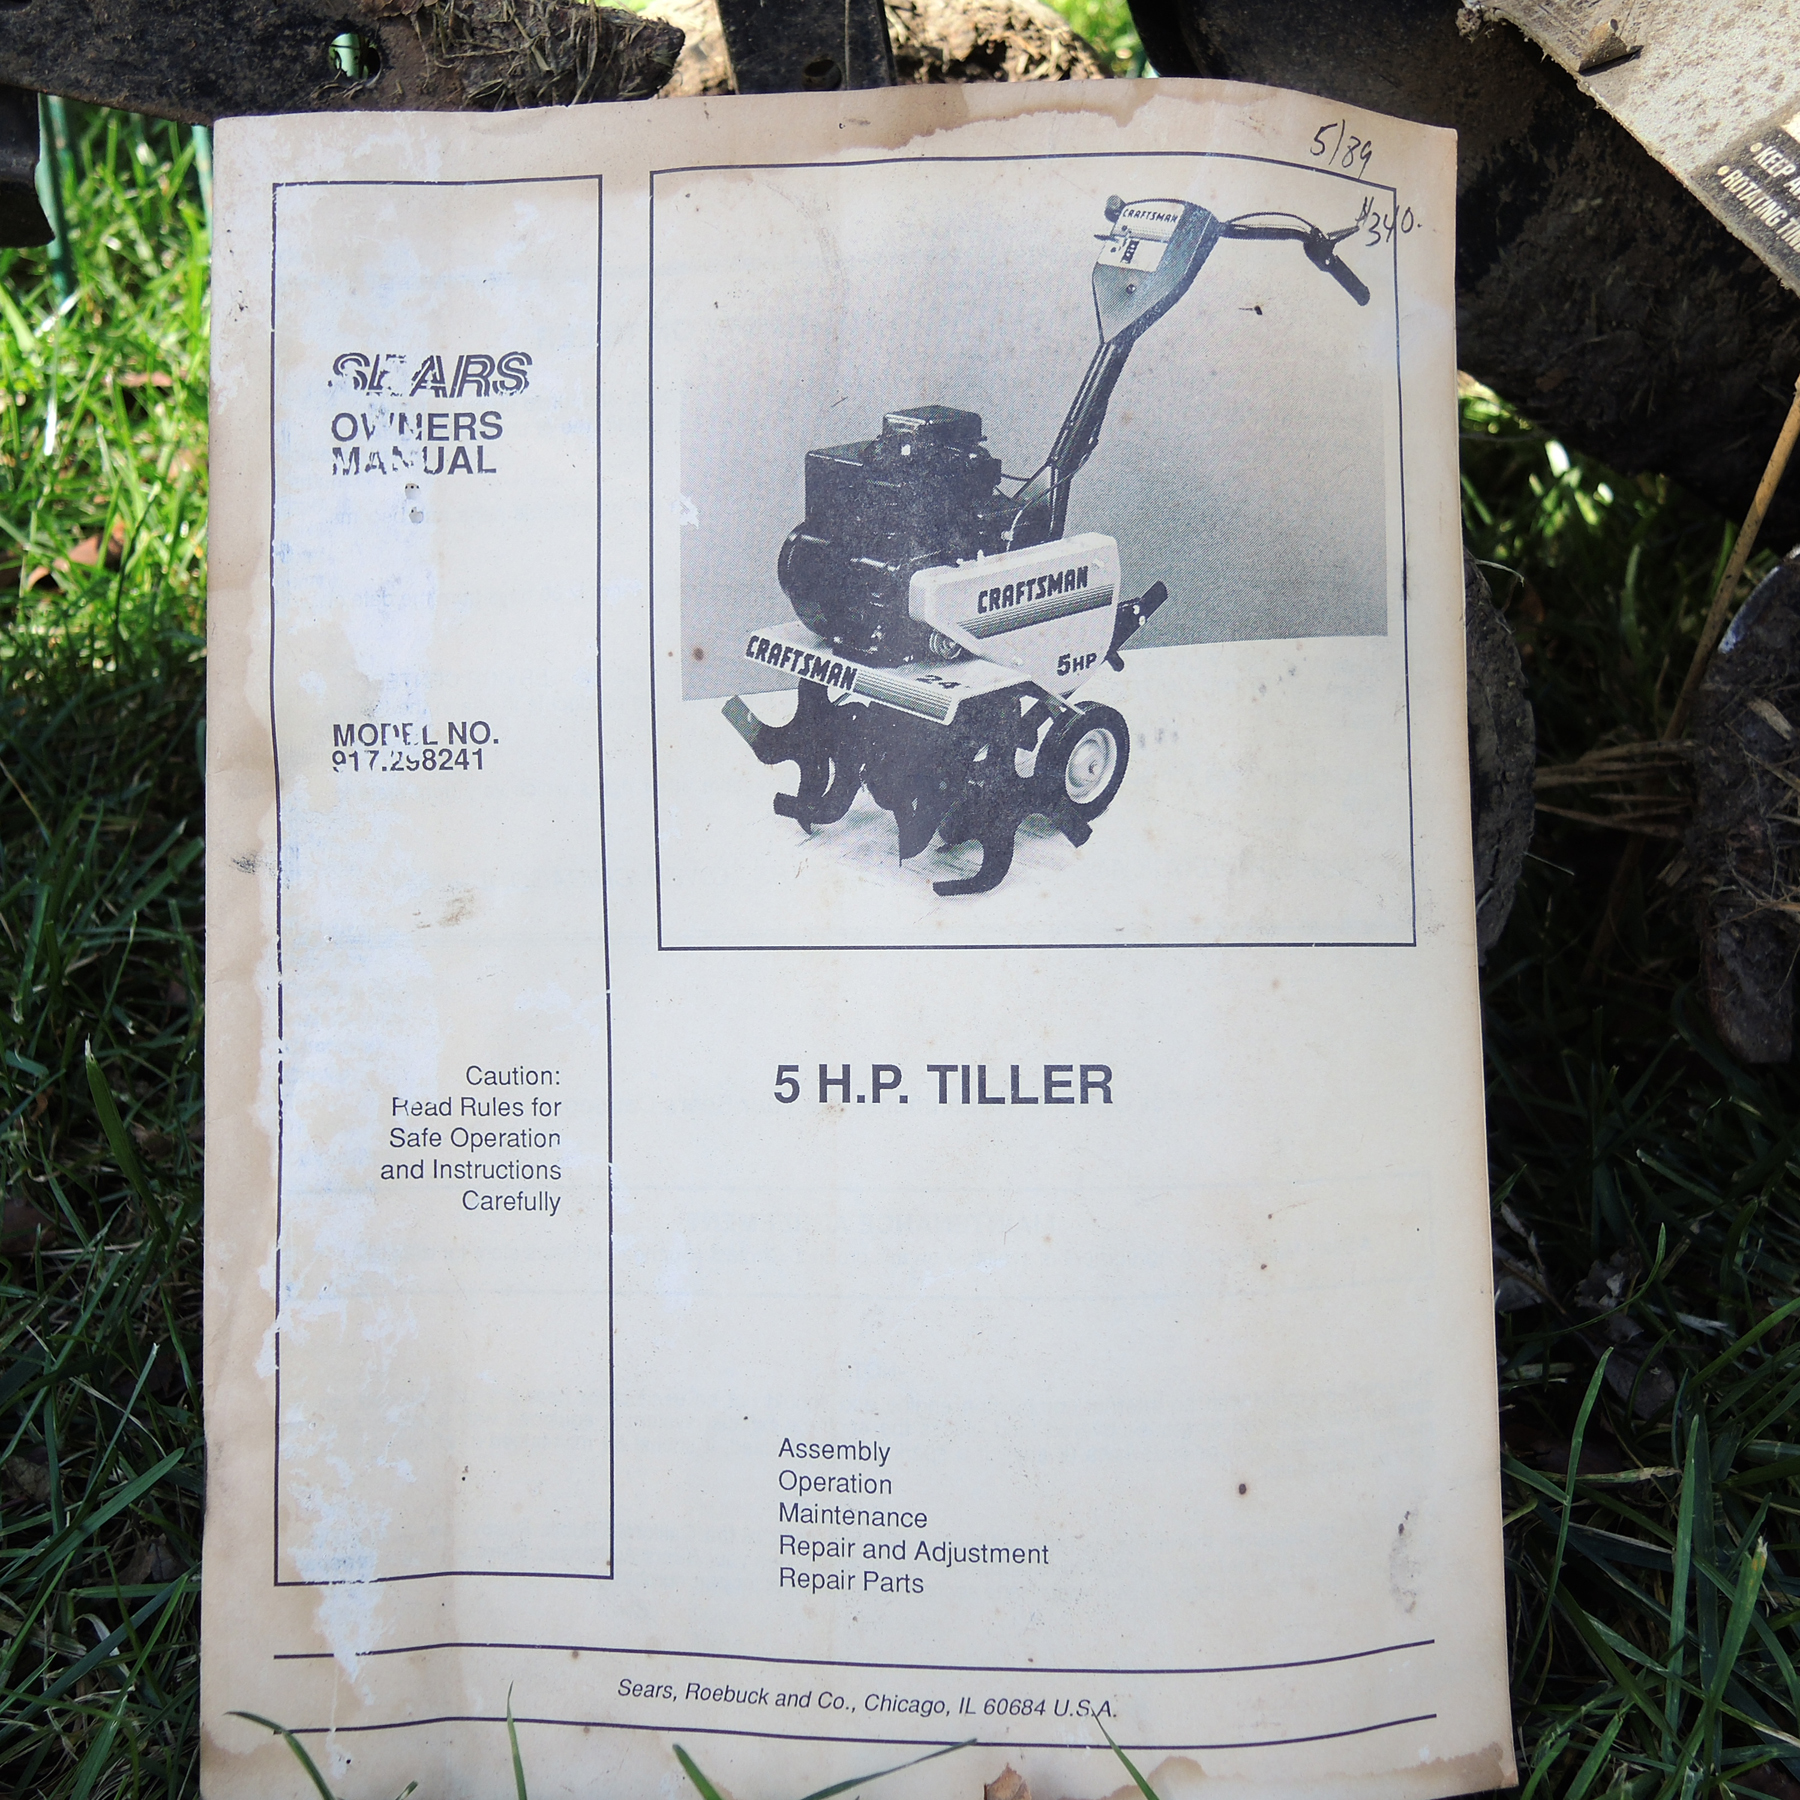 5/89
$340.
SEARS
OWNERS
MANUAL
MODEL NO.
917.298241
Caution:
Read Rules for
Safe Operation
and Instructions
Carefully
CRAFTSMAN
CRAFTSMAN
5HP
CRAFTSMAN
24
5 H.P. TILLER
Assembly
Operation
Maintenance
Repair and Adjustment
Repair Parts
Sears, Roebuck and Co., Chicago, IL 60684 U.S.A.
•KEEP
•ROTATING